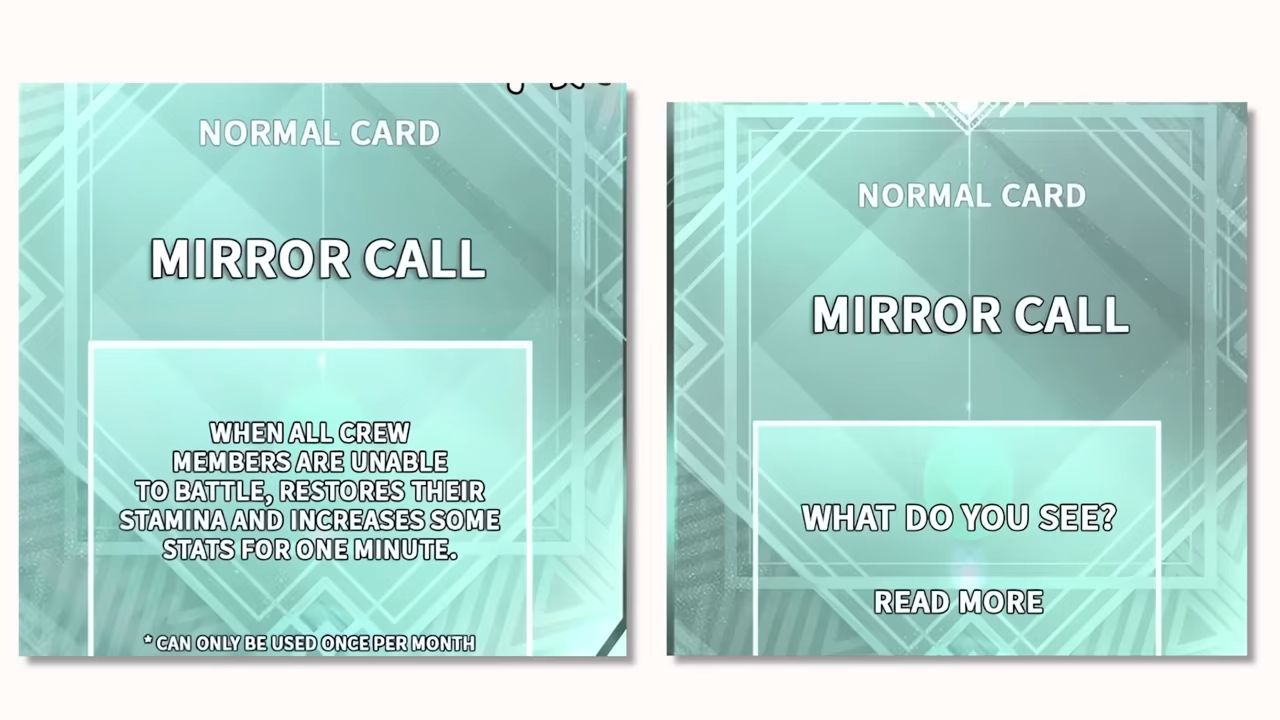 NORMAL CARD
MIRROR CALL
WHEN ALL CREW
MEMBERS ARE UNABLE
TO BATTLE, RESTORES THEIR
STAMINA AND INCREASES SOME
STATS FOR ONE MINUTE.
* CAN ONLY BE USED ONCE PER MONTH
NORMAL CARD
MIRROR CALL
WHAT DO YOU SEE?
READ MORE